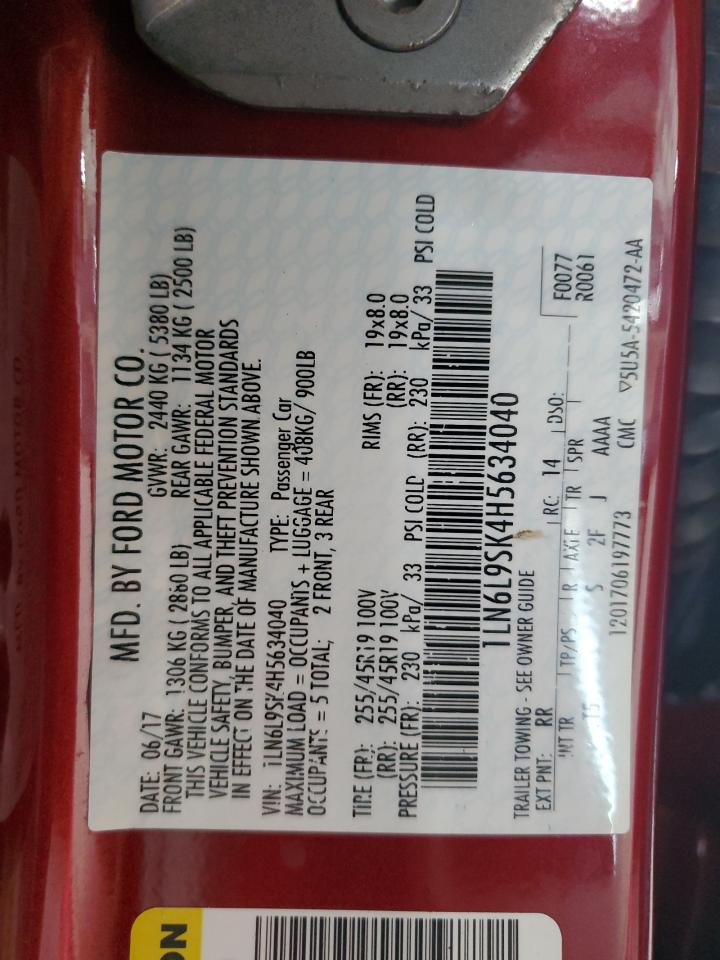 MFD. BY FORD MOTOR CO.
DATE: 06/17 GVWR: 2440 KG ( 5380 LB)
FRONT GAWR: 1306 KG ( 2880 LB) REAR GAWR: 1134 KG ( 2500 LB)
THIS VEHICLE CONFORMS TO ALL APPLICABLE FEDERAL MOTOR
VEHICLE SAFETY, BUMPER, AND THEFT PREVENTION STANDARDS
IN EFFECT ON THE DATE OF MANUFACTURE SHOWN ABOVE.
VIN: 1LN6L9SK4H5634040 TYPE: Passenger Car
MAXIMUM LOAD = OCCUPANTS + LUGGAGE = 408KG/ 900LB
OCCUPANTS = 5 TOTAL; 2 FRONT, 3 REAR
TIRE (FR): 255/45R19 100V RIMS (FR): 19x8.0
(RR): 255/45R19 100V (RR): 19x8.0
PRESSURE (FR): 230 kPa/ 33 PSI COLD (RR): 230 kPa/ 33 PSI COLD
1LN6L9SK4H5634040
TRAILER TOWING - SEE OWNER GUIDE
EXT PNT: RR RC: 14 DSO: F0077
R0061
INT TR TP/PS R AXLE TR SPR
TS S 2F J AAAA
1201706197773 CMC ▽5U5A-5420472-AA
ON